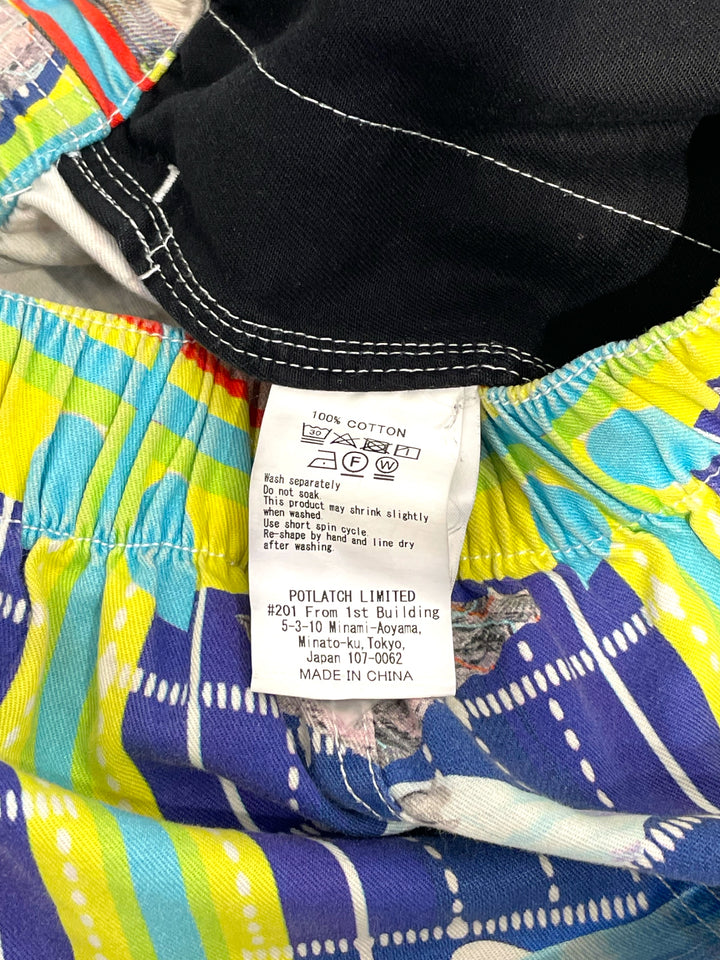 100% COTTON
30
1
F W
Wash separately
Do not soak
This product may shrink slightly
when washed
Use short spin cycle
Re-shape by hand and line dry
after washing
POTLATCH LIMITED
#201 From 1st Building
5-3-10 Minami-Aoyama,
Minato-ku, Tokyo,
Japan 107-0062
MADE IN CHINA